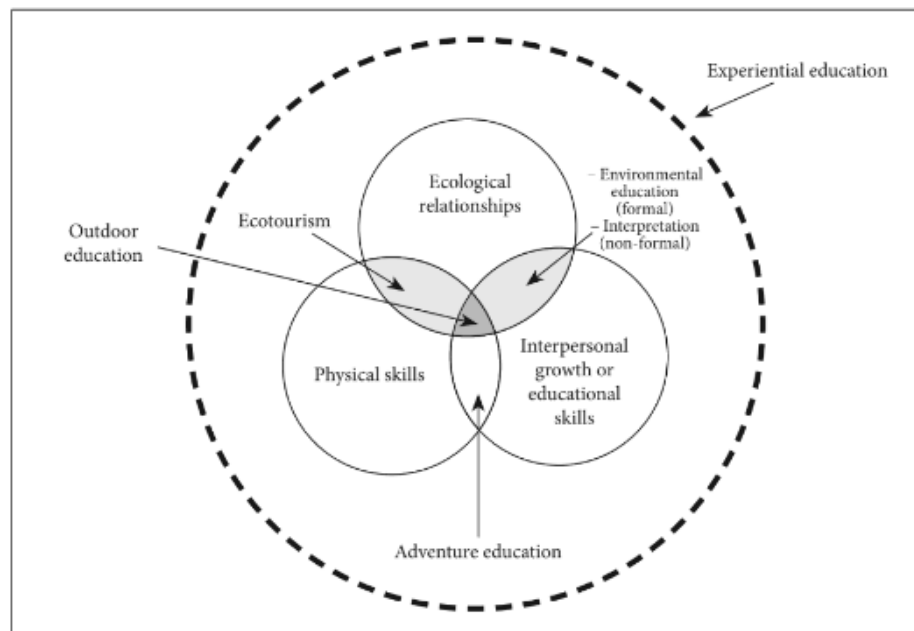 Experiential education
Ecological
relationships
– Environmental
education
(formal)
– Interpretation
(non-formal)
Ecotourism
Outdoor
education
Physical skills
Interpersonal
growth or
educational
skills
Adventure education